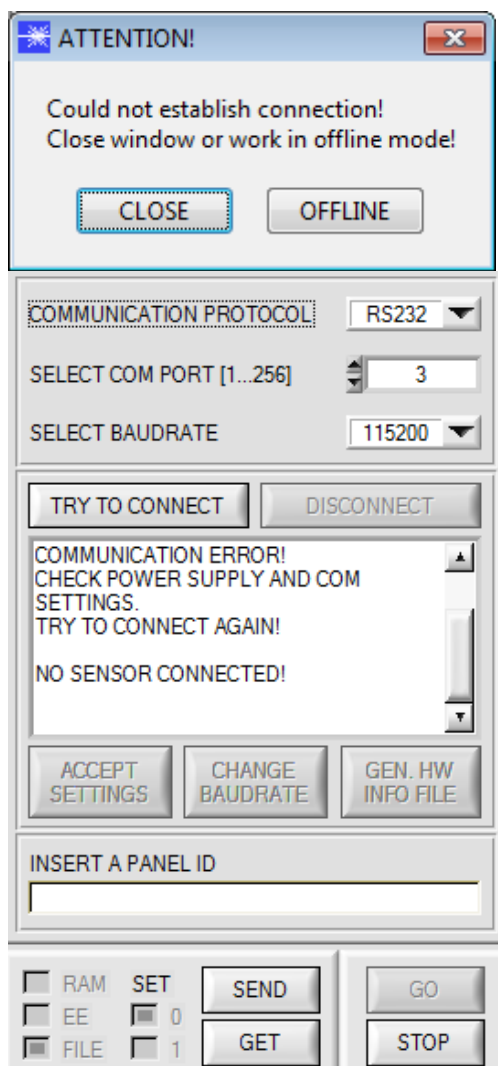 ATTENTION!
Could not establish connection!
Close window or work in offline mode!
CLOSE OFFLINE
COMMUNICATION PROTOCOL RS232
SELECT COM PORT [1...256] 3
SELECT BAUDRATE 115200
TRY TO CONNECT DISCONNECT
COMMUNICATION ERROR!
CHECK POWER SUPPLY AND COM
SETTINGS.
TRY TO CONNECT AGAIN!
NO SENSOR CONNECTED!
ACCEPT CHANGE GEN. HW
SETTINGS BAUDRATE INFO FILE
INSERT A PANEL ID
RAM SET SEND GO
EE 0
FILE 1 GET STOP